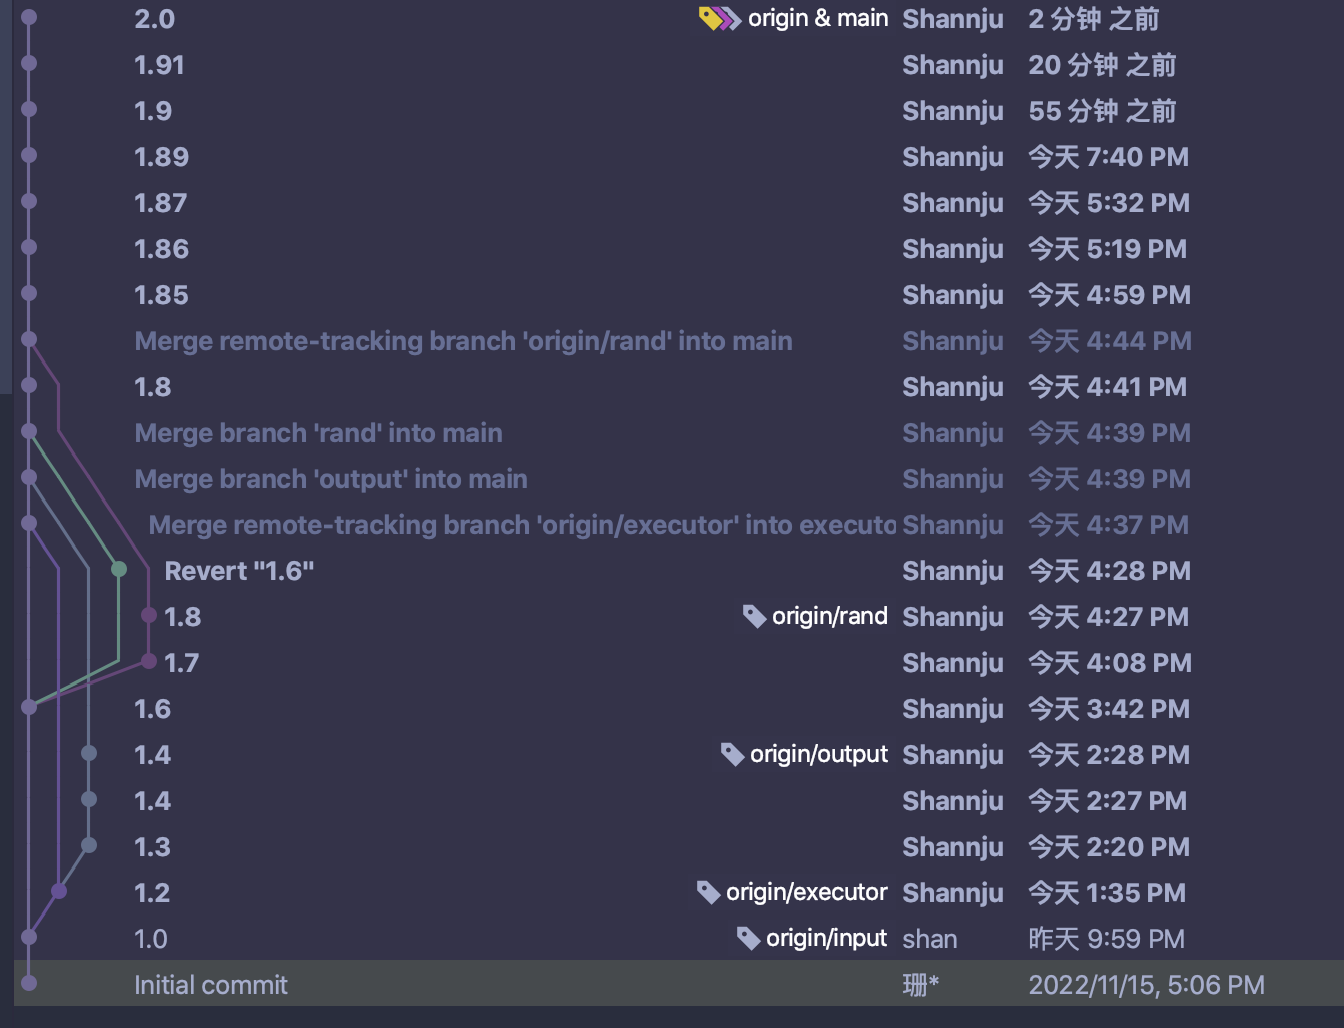 2.0 origin & main Shannju 2 分钟 之前
1.91 Shannju 20 分钟 之前
1.9 Shannju 55 分钟 之前
1.89 Shannju 今天 7:40 PM
1.87 Shannju 今天 5:32 PM
1.86 Shannju 今天 5:19 PM
1.85 Shannju 今天 4:59 PM
Merge remote-tracking branch 'origin/rand' into main Shannju 今天 4:44 PM
1.8 Shannju 今天 4:41 PM
Merge branch 'rand' into main Shannju 今天 4:39 PM
Merge branch 'output' into main Shannju 今天 4:39 PM
Merge remote-tracking branch 'origin/executor' into executo Shannju 今天 4:37 PM
Revert "1.6" Shannju 今天 4:28 PM
1.8 origin/rand Shannju 今天 4:27 PM
1.7 Shannju 今天 4:08 PM
1.6 Shannju 今天 3:42 PM
1.4 origin/output Shannju 今天 2:28 PM
1.4 Shannju 今天 2:27 PM
1.3 Shannju 今天 2:20 PM
1.2 origin/executor Shannju 今天 1:35 PM
1.0 origin/input shan 昨天 9:59 PM
Initial commit 珊* 2022/11/15, 5:06 PM